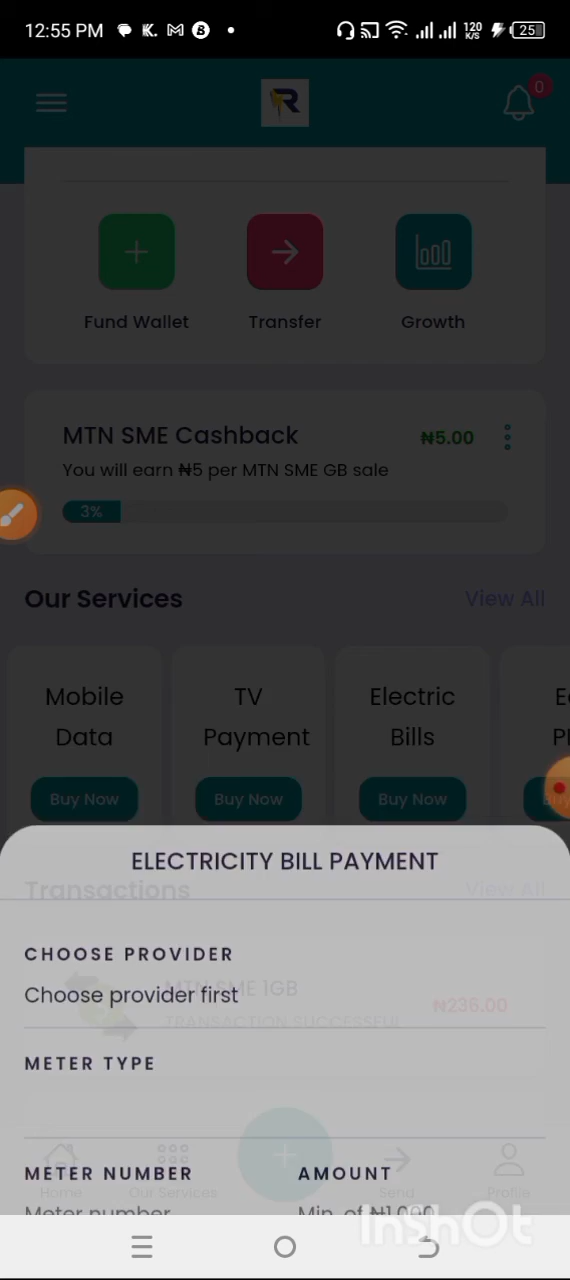 12:55 PM
K.
120
K/S
25
0
R
Fund Wallet
Transfer
Growth
MTN SME Cashback
₦5.00
You will earn ₦5 per MTN SME GB sale
3%
Our Services
View All
Mobile
Data
TV
Payment
Electric
Bills
Buy Now
Buy Now
Buy Now
ELECTRICITY BILL PAYMENT
Transactions
View All
CHOOSE PROVIDER
Choose provider first
MTN SME 1GB
TRANSACTION SUCCESSFUL
₦236.00
METER TYPE
METER NUMBER
AMOUNT
Home
Our Services
Send
Profile
Meter number
Min. of ₦1,000
InshOt